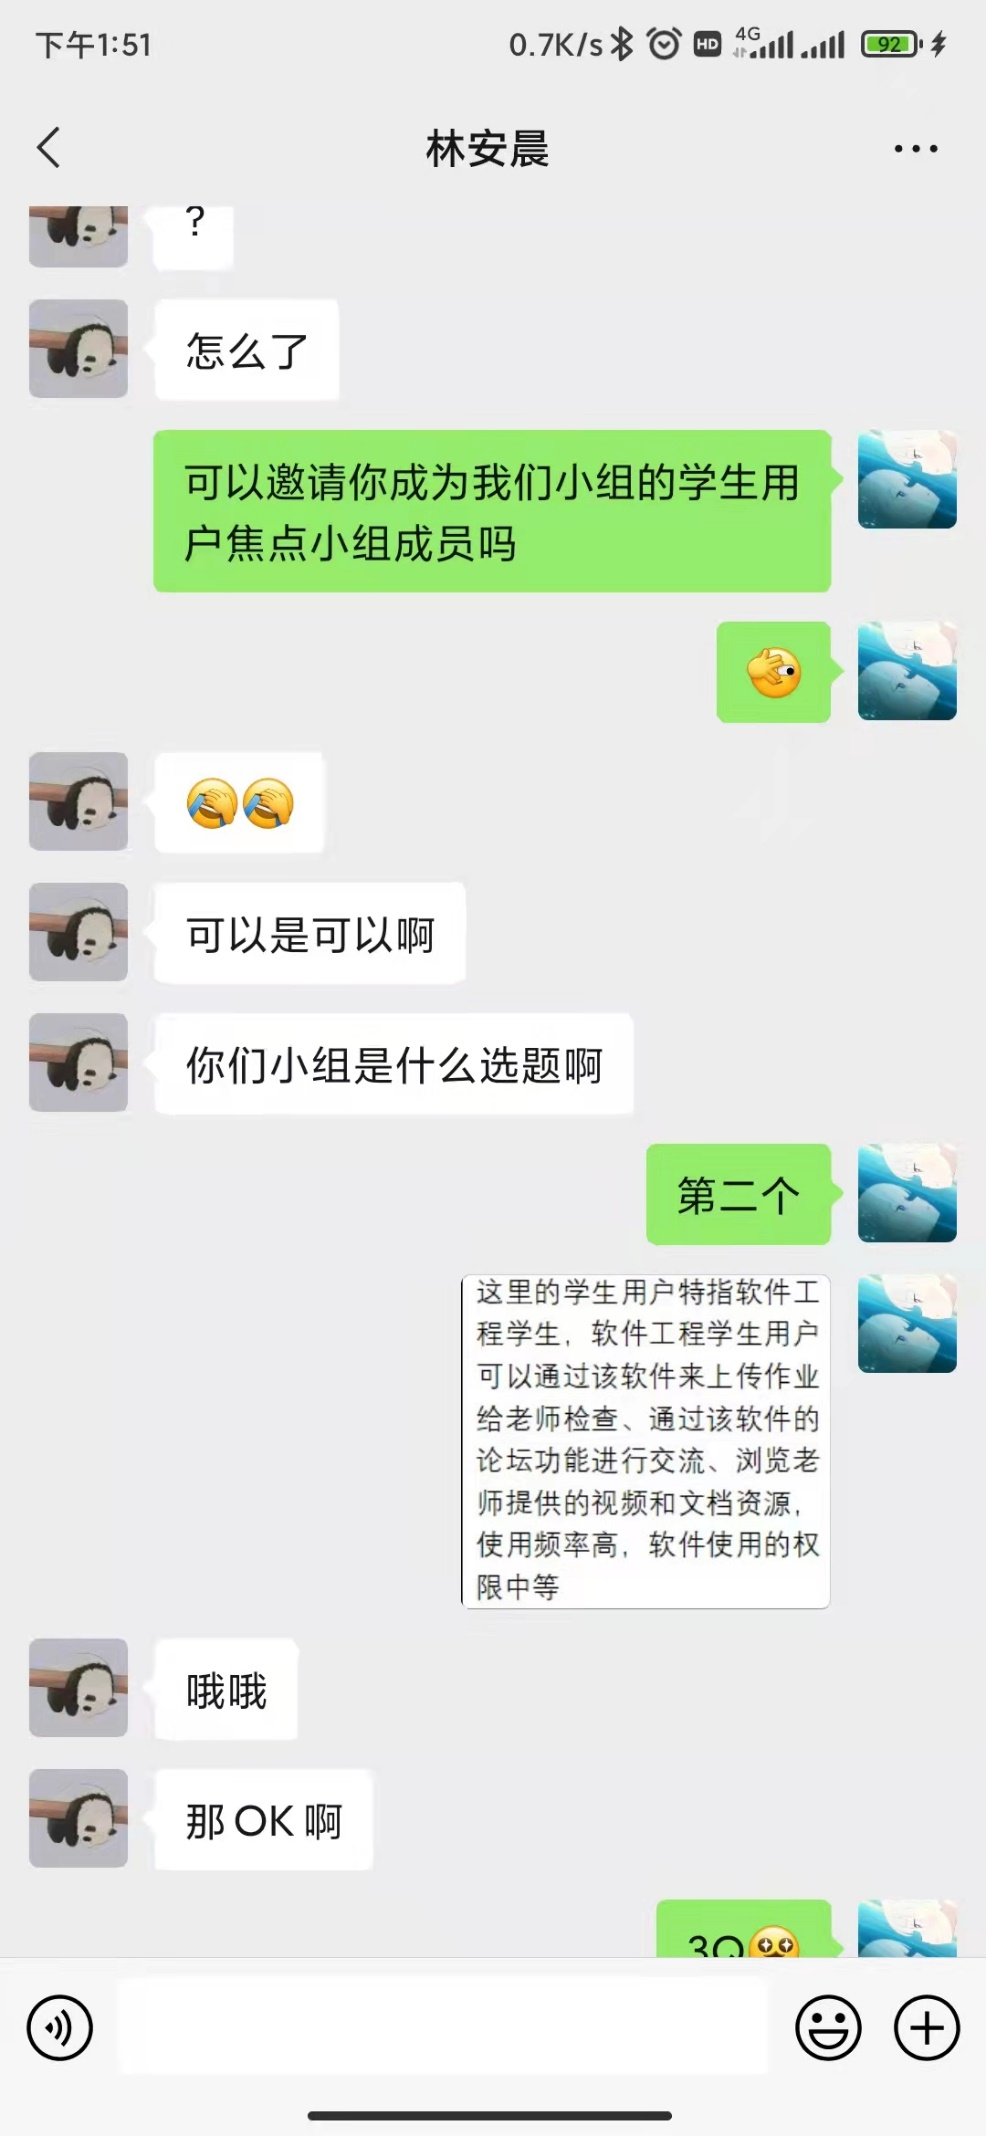 下午1:51
0.7K/s
HD
4G
92
林安晨
?
怎么了
可以邀请你成为我们小组的学生用
户焦点小组成员吗
可以是可以啊
你们小组是什么选题啊
第二个
这里的学生用户特指软件工
程学生，软件工程学生用户
可以通过该软件来上传作业
给老师检查、通过该软件的
论坛功能进行交流、浏览老
师提供的视频和文档资源，
使用频率高，软件使用的权
限中等
哦哦
那OK啊
3Q